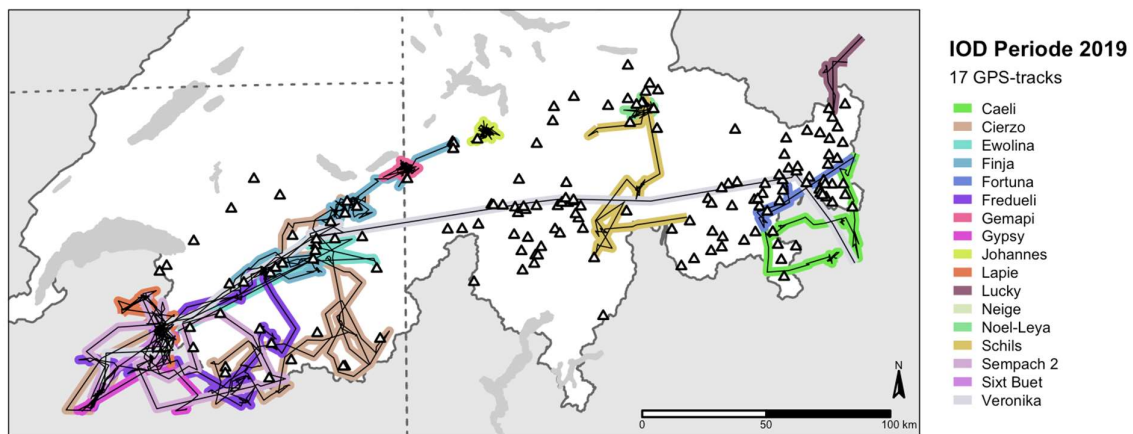 IOD Periode 2019
17 GPS-tracks
Caeli
Cierzo
Ewolina
Finja
Fortuna
Fredueli
Gemapi
Gypsy
Johannes
Lapie
Lucky
Neige
Noel-Leya
Schils
Sempach 2
Sixt Buet
Veronika
N
0 50 100 km